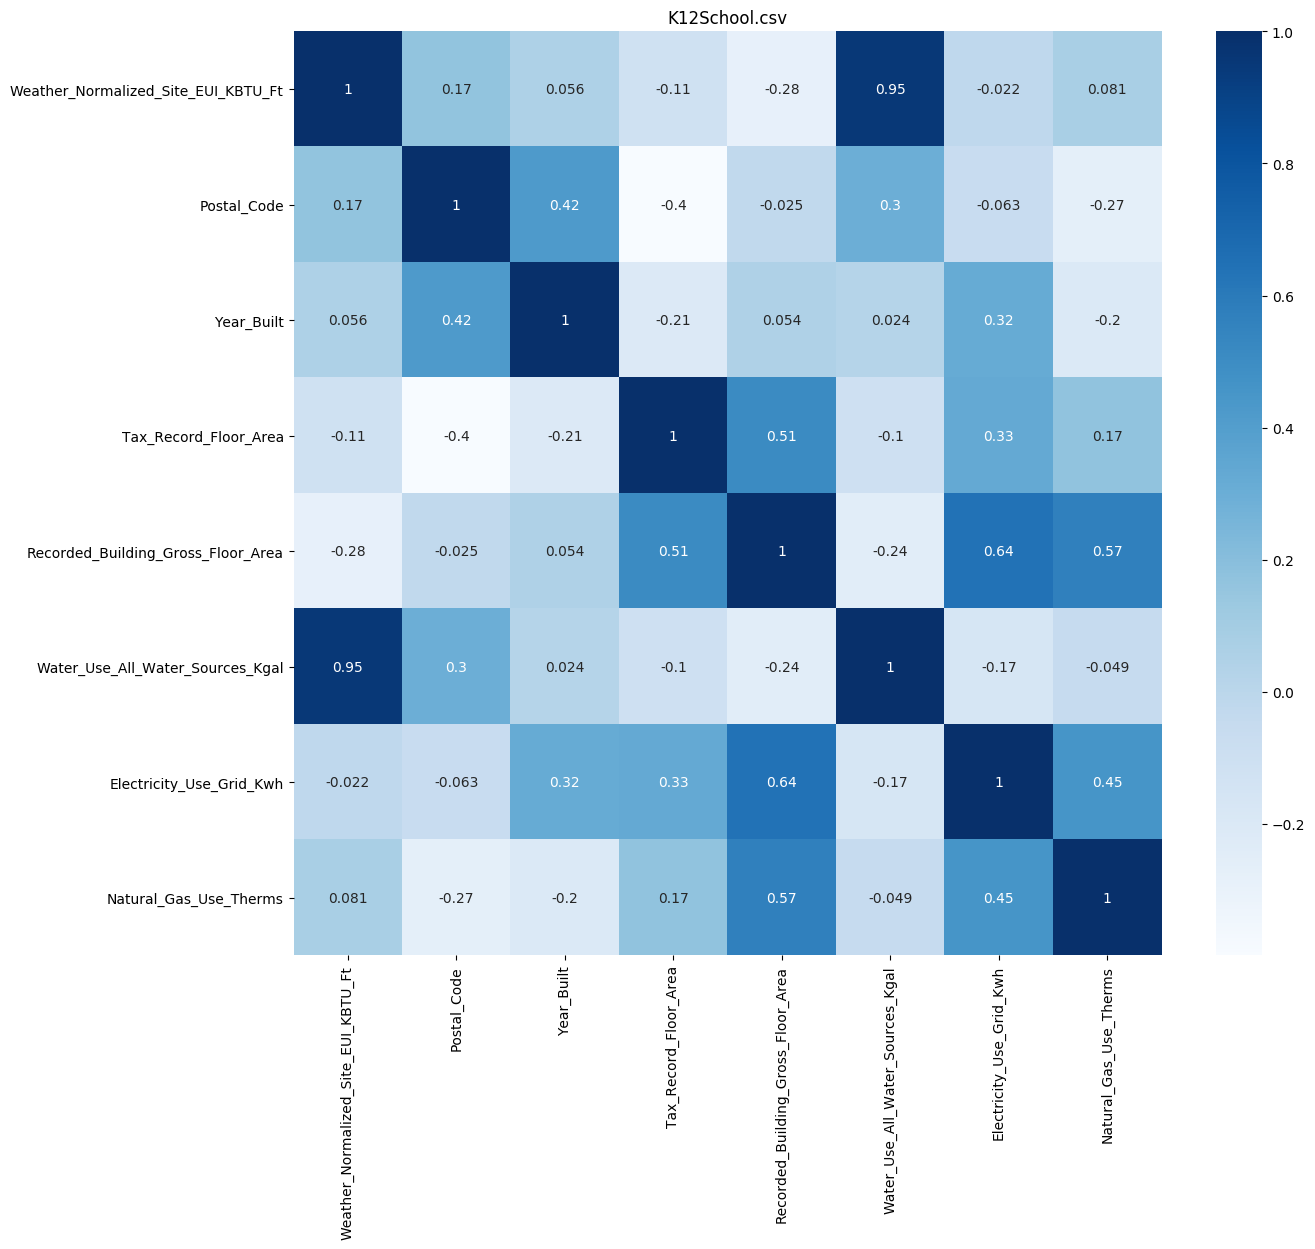 K12School.csv
Weather_Normalized_Site_EUI_KBTU_Ft
1 0.17 0.056 -0.11 -0.28 0.95 -0.022 0.081
Postal_Code
0.17 1 0.42 -0.4 -0.025 0.3 -0.063 -0.27
Year_Built
0.056 0.42 1 -0.21 0.054 0.024 0.32 -0.2
Tax_Record_Floor_Area
-0.11 -0.4 -0.21 1 0.51 -0.1 0.33 0.17
Recorded_Building_Gross_Floor_Area
-0.28 -0.025 0.054 0.51 1 -0.24 0.64 0.57
Water_Use_All_Water_Sources_Kgal
0.95 0.3 0.024 -0.1 -0.24 1 -0.17 -0.049
Electricity_Use_Grid_Kwh
-0.022 -0.063 0.32 0.33 0.64 -0.17 1 0.45
Natural_Gas_Use_Therms
0.081 -0.27 -0.2 0.17 0.57 -0.049 0.45 1
Weather_Normalized_Site_EUI_KBTU_Ft
Postal_Code
Year_Built
Tax_Record_Floor_Area
Recorded_Building_Gross_Floor_Area
Water_Use_All_Water_Sources_Kgal
Electricity_Use_Grid_Kwh
Natural_Gas_Use_Therms
1.0
0.8
0.6
0.4
0.2
0.0
−0.2